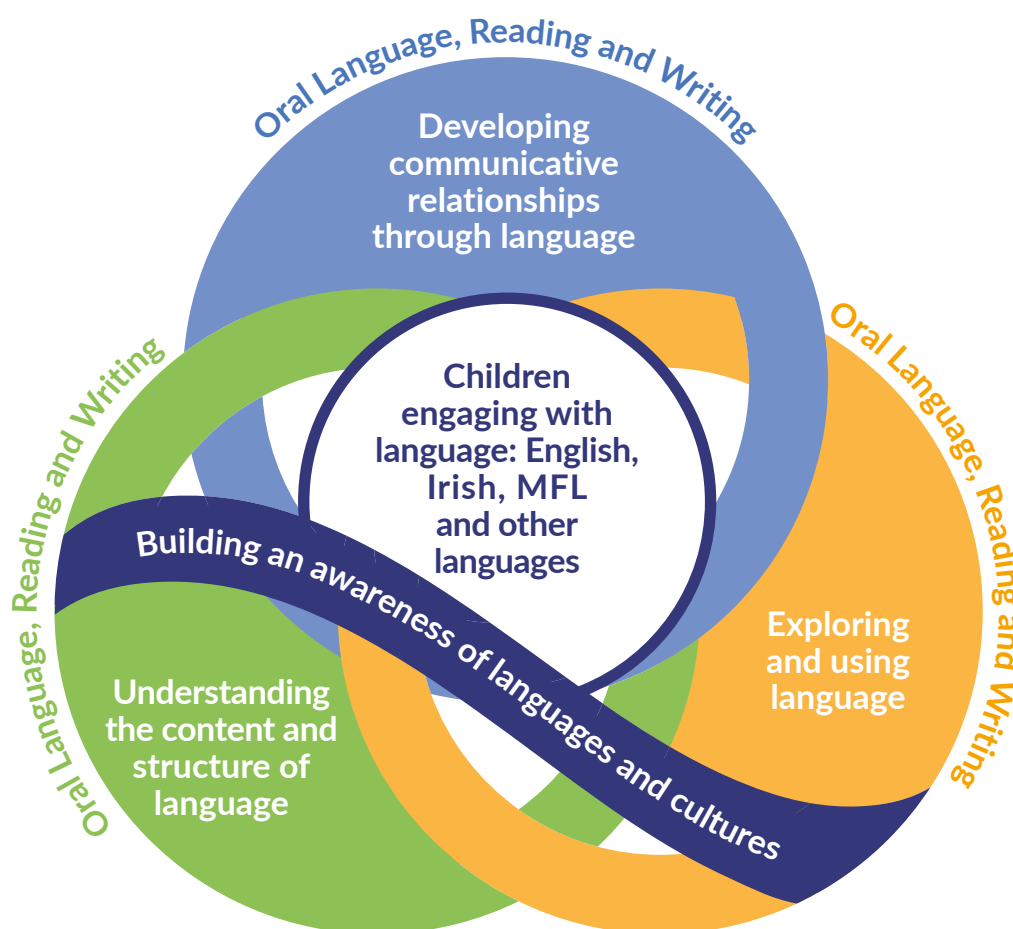 Oral Language, Reading and Writing
Developing
communicative
relationships
through language
Oral Language, Reading and Writing
Oral Language, Reading and Writing
Children
engaging with
language: English,
Irish, MFL
and other
languages
Building an awareness of languages and cultures
Exploring
and using
language
Understanding
the content and
structure of
language